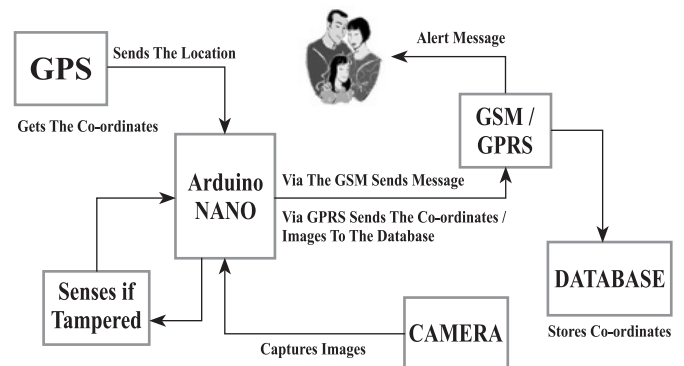 GPS
Sends The Location
Gets The Co-ordinates
Alert Message
GSM /
GPRS
Arduino
NANO
Via The GSM Sends Message
Via GPRS Sends The Co-ordinates /
Images To The Database
Senses if
Tampered
DATABASE
Stores Co-ordinates
Captures Images
CAMERA